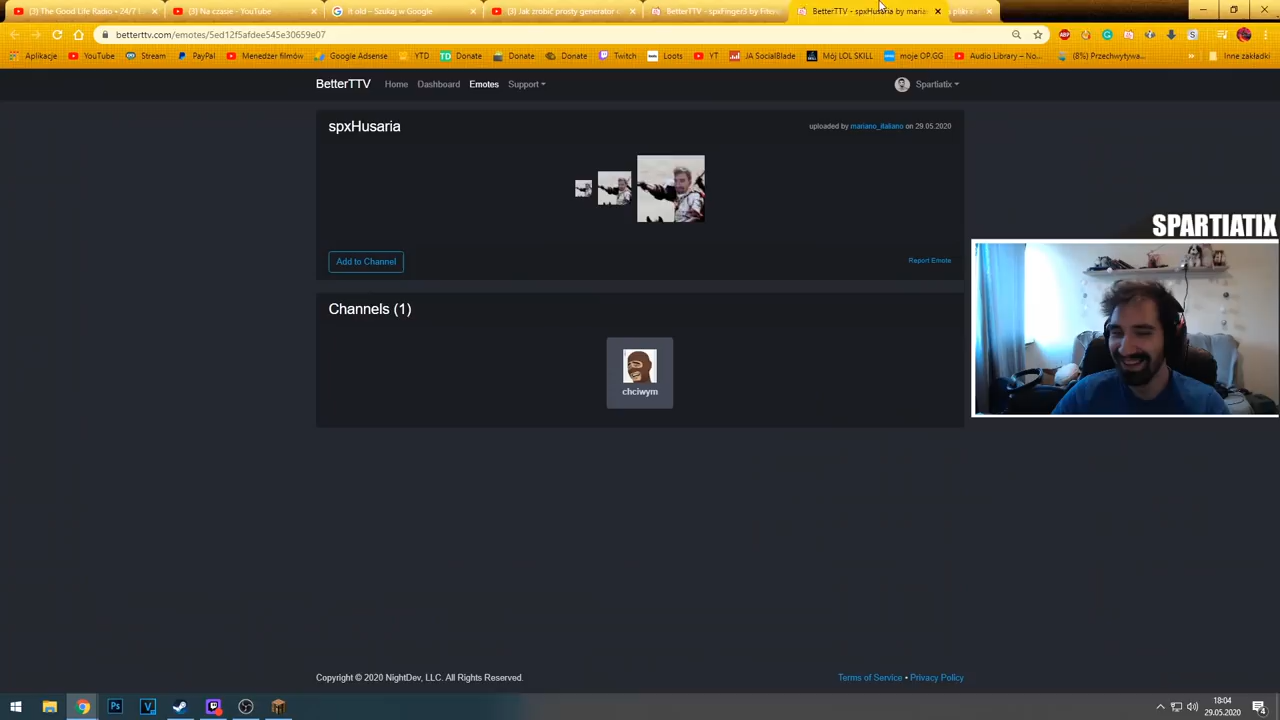 (3) The Good Life Radio • 24/7 l
(3) Na czasie - YouTube
It old – Szukaj w Google
(3) Jak zrobić prosty generator
BetterTTV - spxFinger3 by
BetterTTV - spxHusaria by maria
betterttv.com/emotes/5ed12f5afdee545e30659e07
Aplikacje
YouTube
Stream
PayPal
Menedżer filmów
Google Adsense
YTD
Donate
Donate
Donate
Twitch
Loots
YT
JA SocialBlade
Mój LOL SKILL
moje OP.GG
Audio Library – No...
(8%) Przechwytywa...
»
Inne zakładki
BetterTTV
Home
Dashboard
Emotes
Support
Spartiatix
spxHusaria
uploaded by mariano_italiano on 29.05.2020
Add to Channel
Report Emote
SPARTIATIX
Channels (1)
chciwym
Copyright © 2020 NightDev, LLC. All Rights Reserved.
Terms of Service • Privacy Policy
18:04
29.05.2020
4